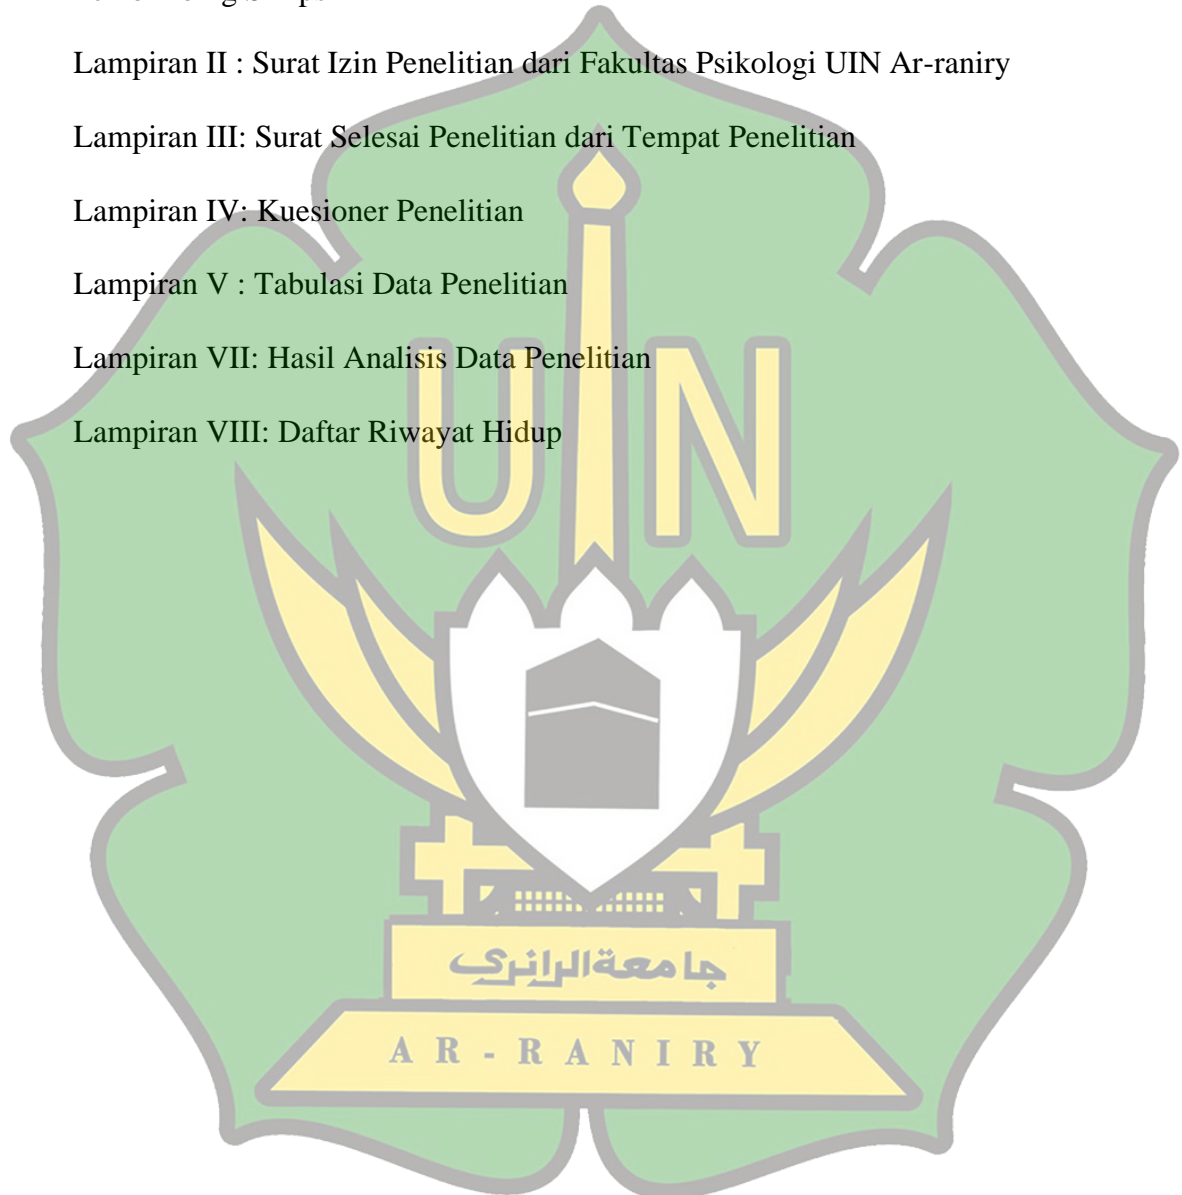 Lampiran II : Surat Izin Penelitian dari Fakultas Psikologi UIN Ar-raniry
Lampiran III: Surat Selesai Penelitian dari Tempat Penelitian
Lampiran IV: Kuesioner Penelitian
Lampiran V : Tabulasi Data Penelitian
Lampiran VII: Hasil Analisis Data Penelitian
Lampiran VIII: Daftar Riwayat Hidup
UIN
جامعة الرانري
AR-RANIRY